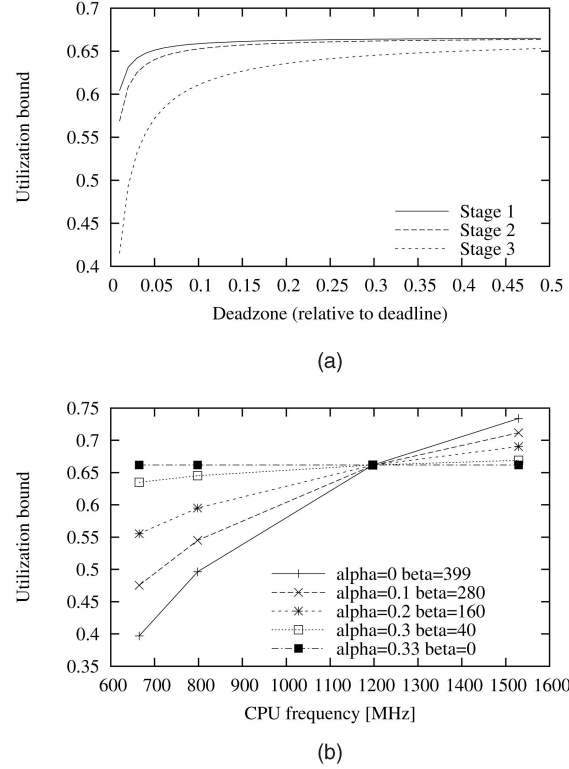 0.7
0.65
0.6
0.55
0.5
0.45
0.4
Utilization bound
Stage 1
Stage 2
Stage 3
0 0.05 0.1 0.15 0.2 0.25 0.3 0.35 0.4 0.45 0.5
Deadzone (relative to deadline)
(a)
0.75
0.7
0.65
0.6
0.55
0.5
0.45
0.4
0.35
Utilization bound
alpha=0 beta=399
alpha=0.1 beta=280
alpha=0.2 beta=160
alpha=0.3 beta=40
alpha=0.33 beta=0
600 700 800 900 1000 1100 1200 1300 1400 1500 1600
CPU frequency [MHz]
(b)